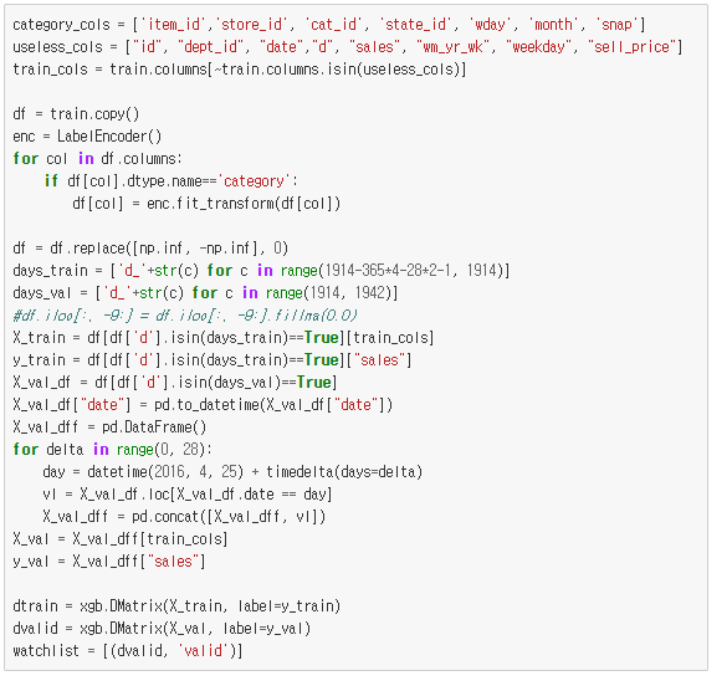 category_cols = ['item_id','store_id', 'cat_id', 'state_id', 'wday', 'month', 'snap']
useless_cols = ["id", "dept_id", "date","d", "sales", "wm_yr_wk", "weekday", "sell_price"]
train_cols = train.columns[~train.columns.isin(useless_cols)]

df = train.copy()
enc = LabelEncoder()
for col in df.columns:
    if df[col].dtype.name=='category':
        df[col] = enc.fit_transform(df[col])

df = df.replace([np.inf, -np.inf], 0)
days_train = ['d_'+str(c) for c in range(1914-365*4-28*2-1, 1914)]
days_val = ['d_'+str(c) for c in range(1914, 1942)]
#df.iloc[:, -9:] = df.iloc[:, -9:].fillna(0.0)
X_train = df[df['d'].isin(days_train)==True][train_cols]
y_train = df[df['d'].isin(days_train)==True]["sales"]
X_val_df = df[df['d'].isin(days_val)==True]
X_val_df["date"] = pd.to_datetime(X_val_df["date"])
X_val_dff = pd.DataFrame()
for delta in range(0, 28):
    day = datetime(2016, 4, 25) + timedelta(days=delta)
    vl = X_val_df.loc[X_val_df.date == day]
    X_val_dff = pd.concat([X_val_dff, vl])
X_val = X_val_dff[train_cols]
y_val = X_val_dff["sales"]

dtrain = xgb.DMatrix(X_train, label=y_train)
dvalid = xgb.DMatrix(X_val, label=y_val)
watchlist = [(dvalid, 'valid')]